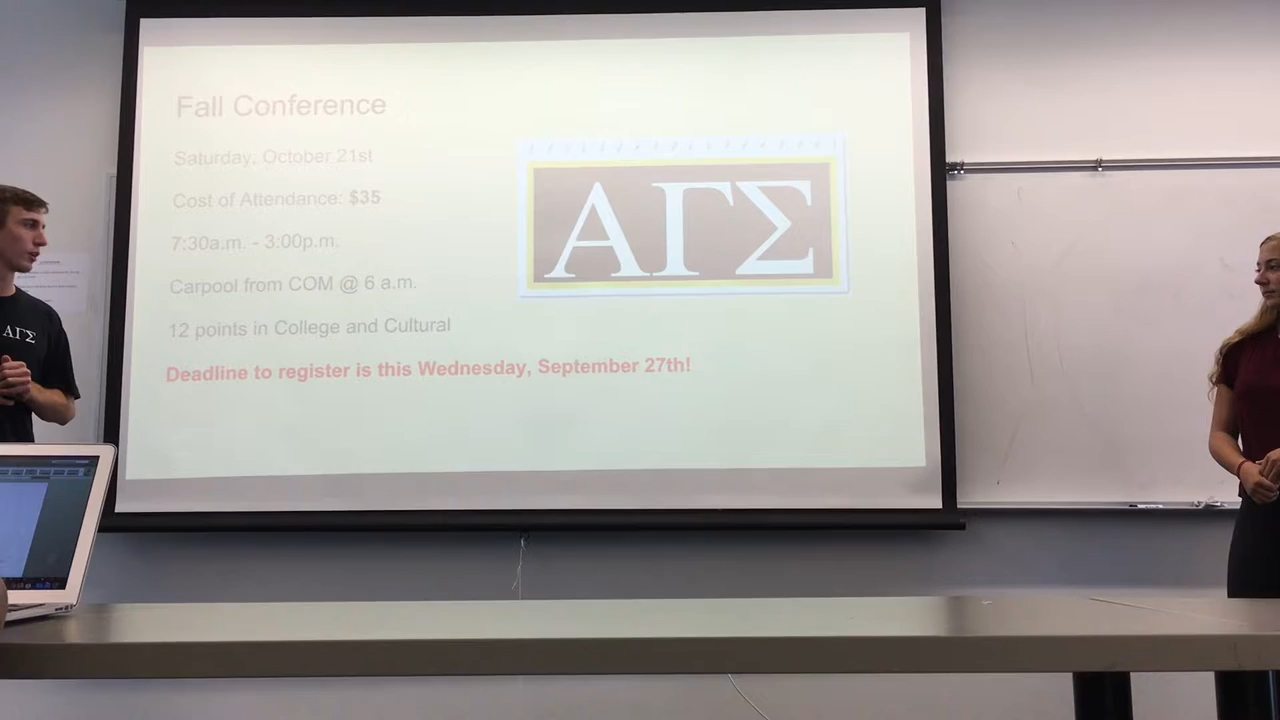 Fall Conference
Saturday, October 21st
Cost of Attendance: $35
7:30a.m. - 3:00p.m.
Carpool from COM @ 6 a.m.
12 points in College and Cultural
Deadline to register is this Wednesday, September 27th!
ΑΓΣ
ΑΓΣ